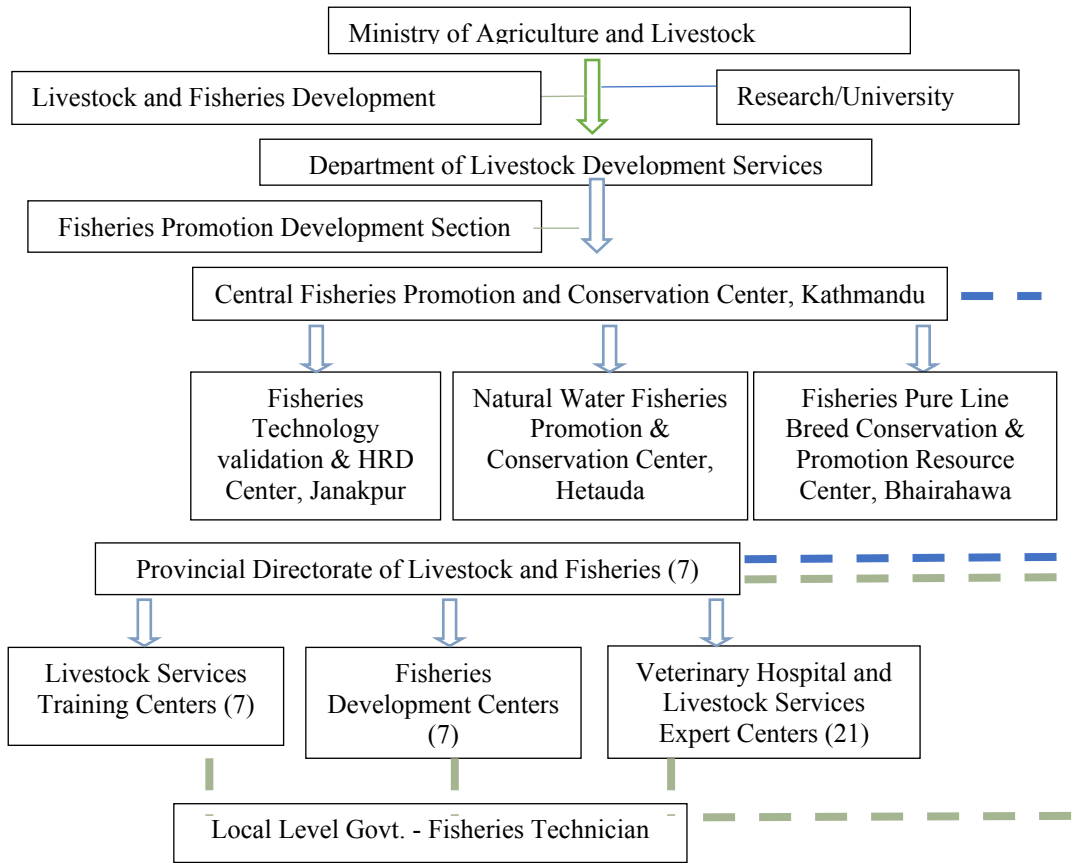 Ministry of Agriculture and Livestock
Livestock and Fisheries Development
Research/University
Department of Livestock Development Services
Fisheries Promotion Development Section
Central Fisheries Promotion and Conservation Center, Kathmandu
Fisheries
Technology
validation & HRD
Center, Janakpur
Natural Water Fisheries
Promotion &
Conservation Center,
Hetauda
Fisheries Pure Line
Breed Conservation &
Promotion Resource
Center, Bhairahawa
Provincial Directorate of Livestock and Fisheries (7)
Livestock Services
Training Centers (7)
Fisheries
Development Centers
(7)
Veterinary Hospital and
Livestock Services
Expert Centers (21)
Local Level Govt. - Fisheries Technician